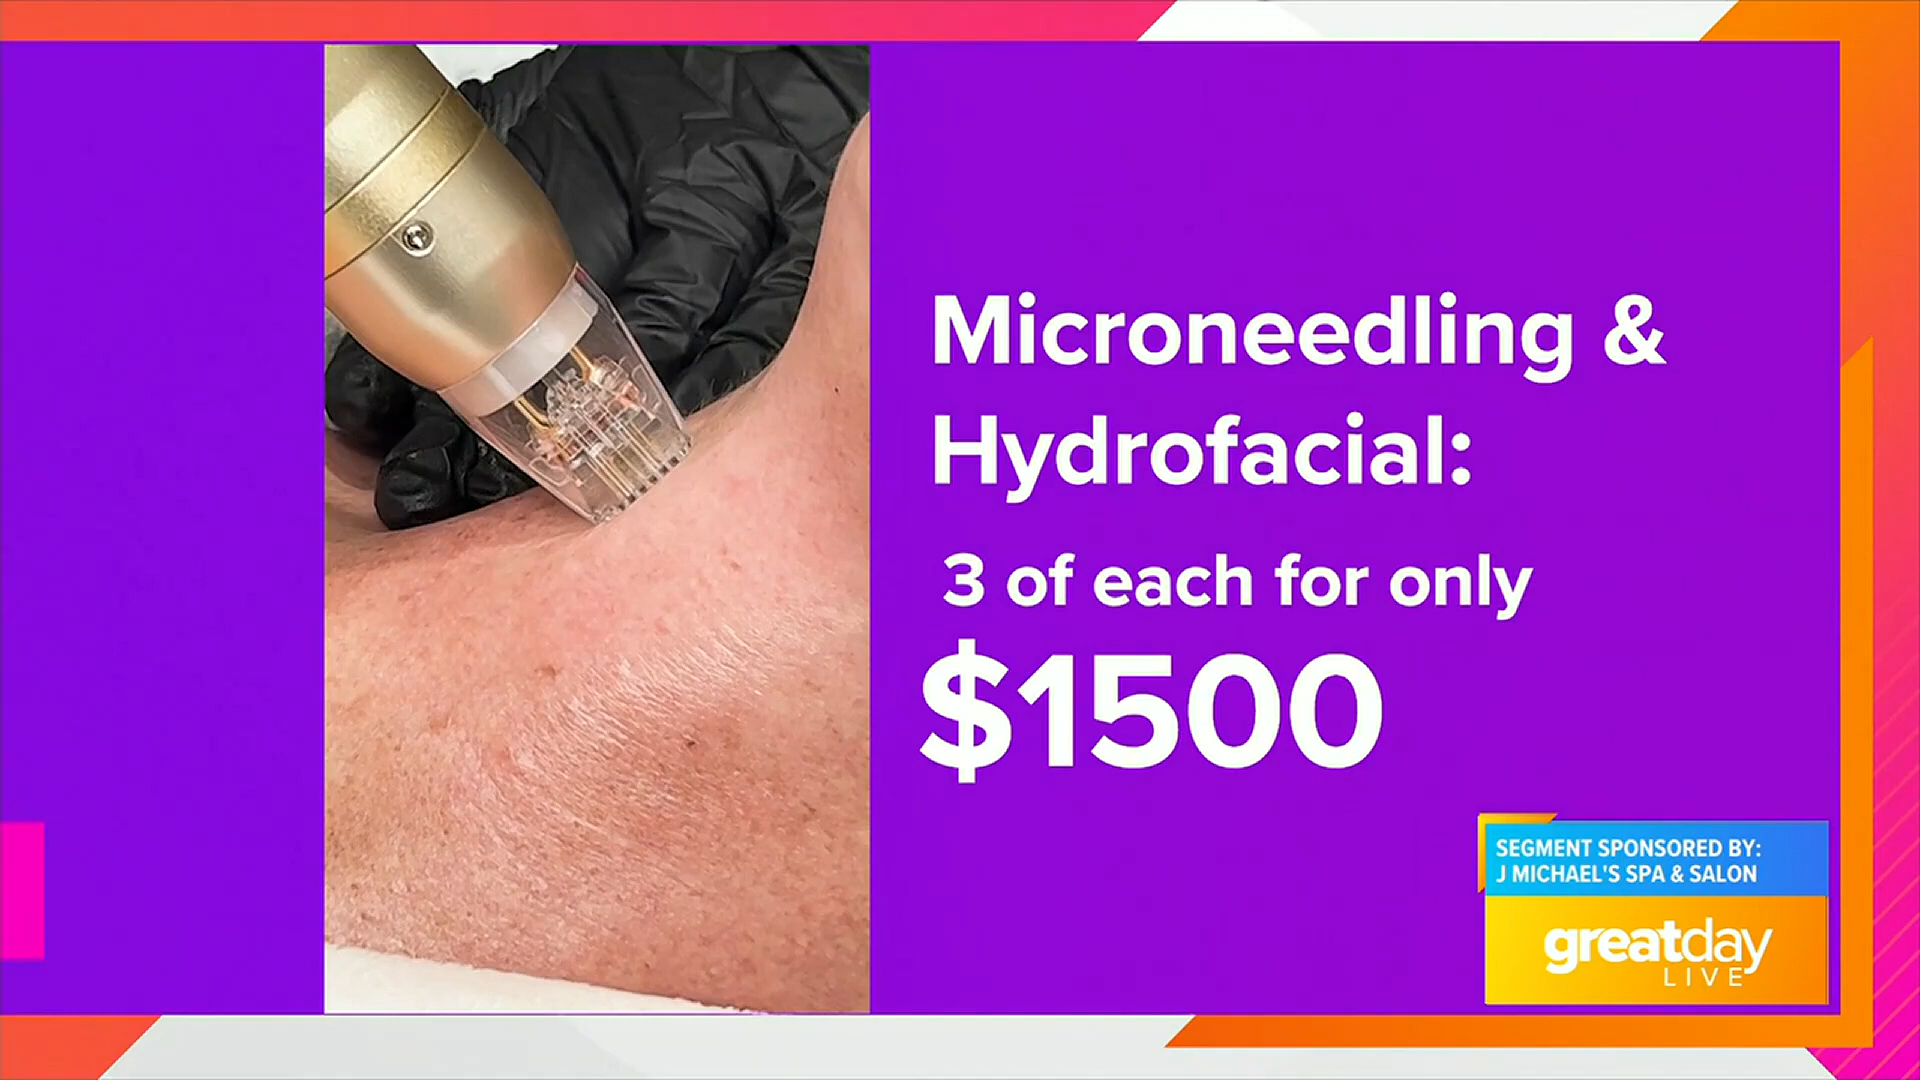 Microneedling &
Hydrofacial:
3 of each for only
$1500
SEGMENT SPONSORED BY:
J MICHAEL'S SPA & SALON
greatday
LIVE